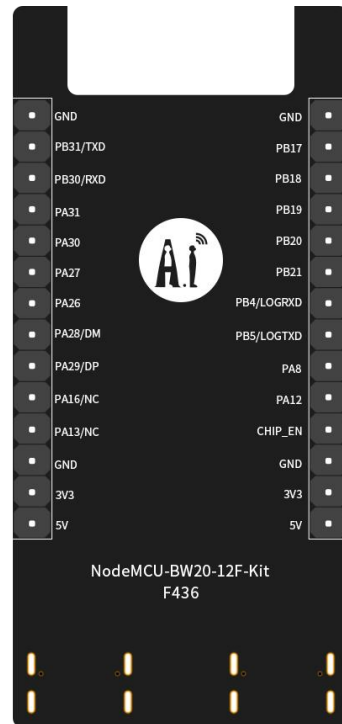 GND GND
PB31/TXD PB17
PB30/RXD PB18
PA31 PB19
PA30 PB20
PA27 PB21
PA26 PB4/LOGRXD
PA28/DM PB5/LOGTXD
PA29/DP PA8
PA16/NC PA12
PA13/NC CHIP_EN
GND GND
3V3 3V3
5V 5V
Ai
NodeMCU-BW20-12F-Kit
F436